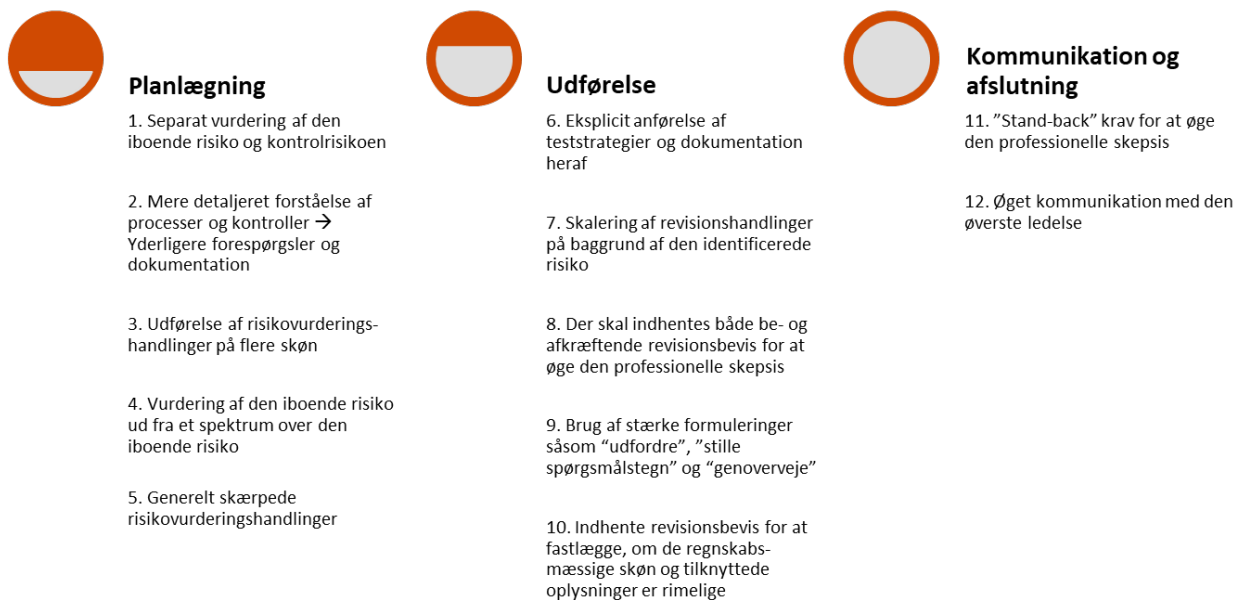 Planlægning
1. Separat vurdering af den
iboende risiko og kontrolrisikoen
2. Mere detaljeret forståelse af
processer og kontroller →
Yderligere forespørgsler og
dokumentation
3. Udførelse af risikovurderings-
handlinger på flere skøn
4. Vurdering af den iboende risiko
ud fra et spektrum over den
iboende risiko
5. Generelt skærpede
risikovurderingshandlinger
Udførelse
6. Eksplicit anførelse af
teststrategier og dokumentation
heraf
7. Skalering af revisionshandlinger
på baggrund af den identificerede
risiko
8. Der skal indhentes både be- og
afkræftende revisionsbevis for at
øge den professionelle skepsis
9. Brug af stærke formuleringer
såsom “udfordre”, ”stille
spørgsmålstegn” og “genoverveje”
10. Indhente revisionsbevis for at
fastlægge, om de regnskabs-
mæssige skøn og tilknyttede
oplysninger er rimelige
Kommunikation og
afslutning
11. ”Stand-back” krav for at øge
den professionelle skepsis
12. Øget kommunikation med den
øverste ledelse